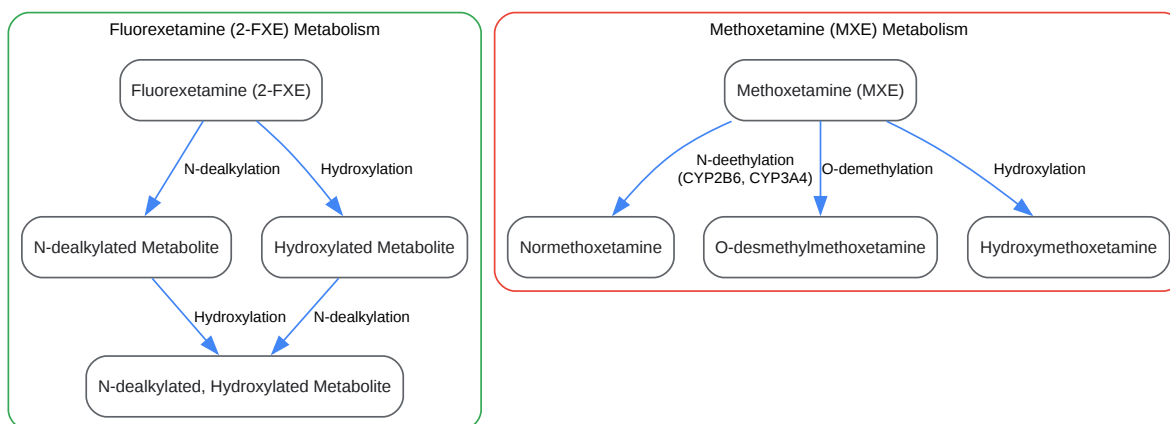 Fluorexetamine (2-FXE) Metabolism
Fluorexetamine (2-FXE)
N-dealkylation
Hydroxylation
N-dealkylated Metabolite
Hydroxylated Metabolite
Hydroxylation
N-dealkylation
N-dealkylated, Hydroxylated Metabolite
Methoxetamine (MXE) Metabolism
Methoxetamine (MXE)
N-deethylation
(CYP2B6, CYP3A4)
O-demethylation
Hydroxylation
Normethoxetamine
O-desmethylmethoxetamine
Hydroxymethoxetamine